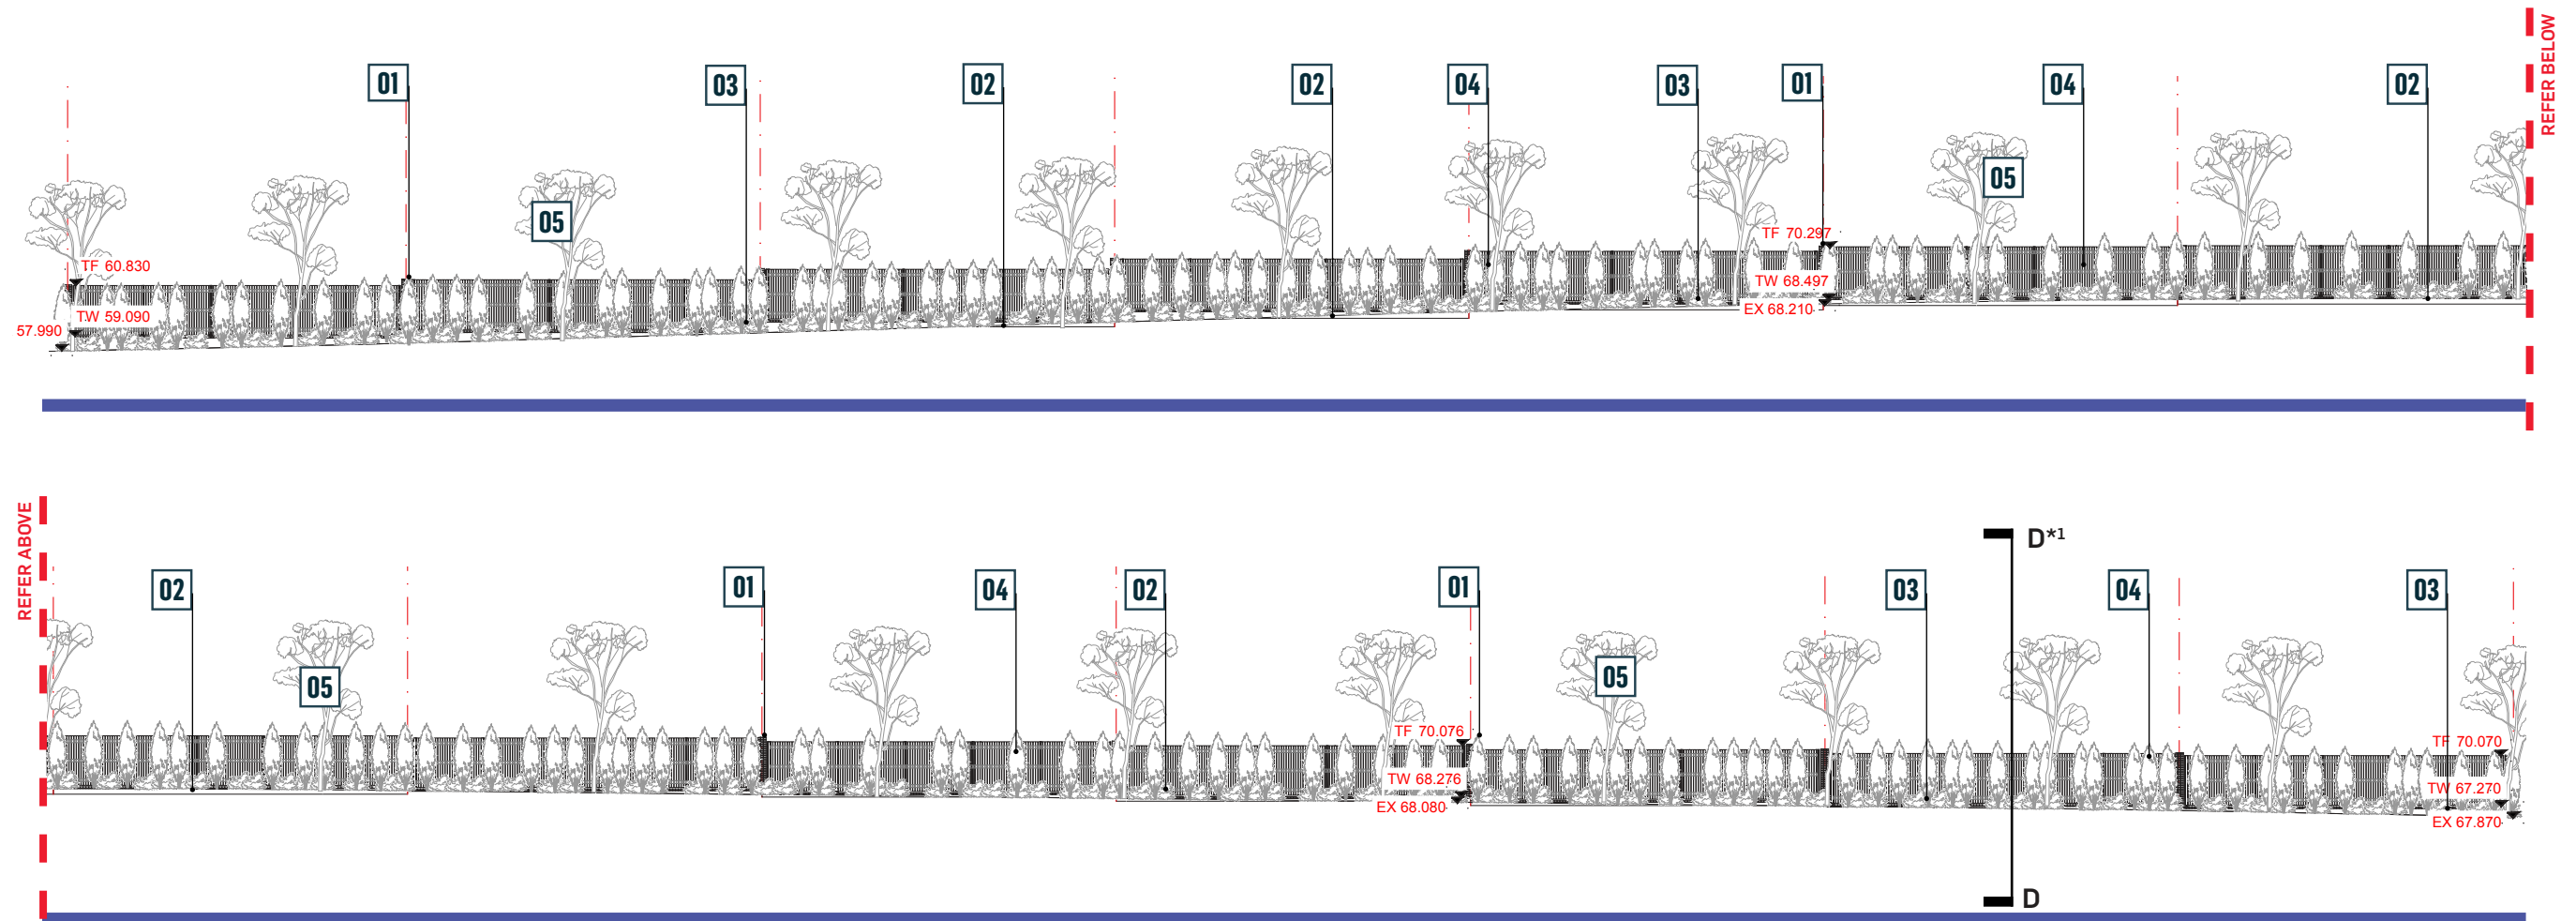 REFER BELOW
01
03
02
02
04
03
01
04
02
05
05
TF 70.297
TF 60.830
TW 68.497
TW 59.090
EX 68.210
57.990
REFER ABOVE
D*1
02
01
04
02
01
03
04
03
05
05
TF 70.076
TF 70.070
TW 68.276
TW 67.270
EX 68.080
EX 67.870
D